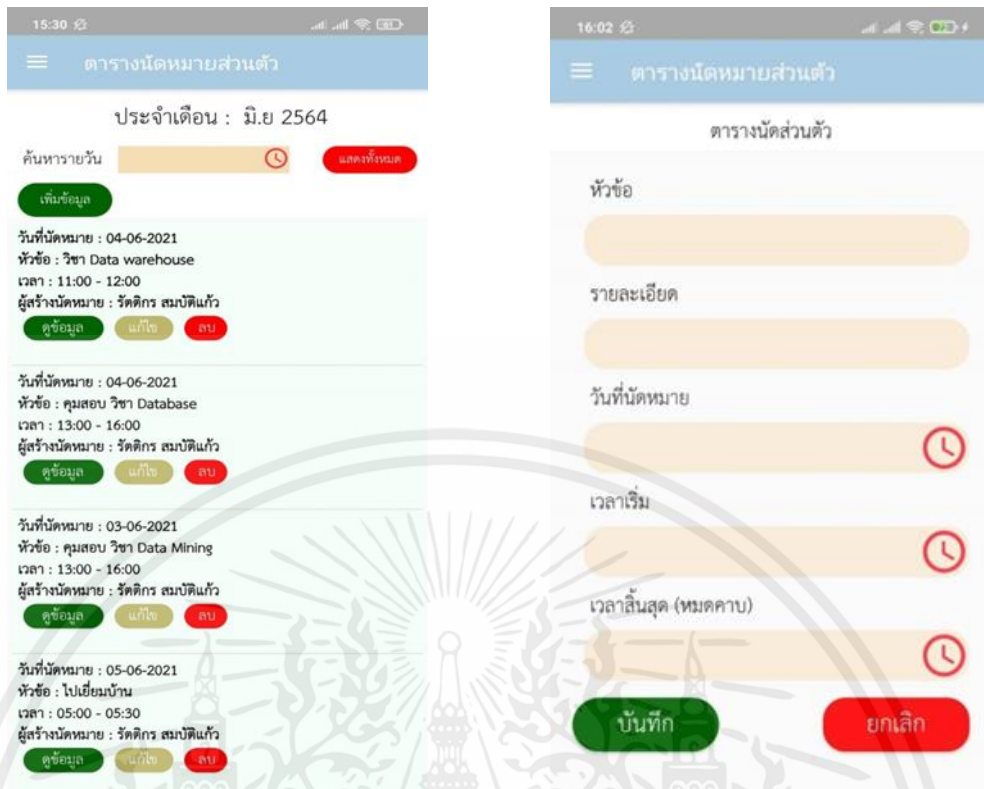 15:30
ตารางนัดหมายส่วนตัว
ประจำเดือน : มิ.ย 2564
ค้นหารายวัน
แสดงทั้งหมด
เพิ่มข้อมูล
วันที่นัดหมาย : 04-06-2021
หัวข้อ : วิชา Data warehouse
เวลา : 11:00 - 12:00
ผู้สร้างนัดหมาย : รัตติกร สมบัติแก้ว
ดูข้อมูล แก้ไข ลบ
วันที่นัดหมาย : 04-06-2021
หัวข้อ : คุมสอบ วิชา Database
เวลา : 13:00 - 16:00
ผู้สร้างนัดหมาย : รัตติกร สมบัติแก้ว
ดูข้อมูล แก้ไข ลบ
วันที่นัดหมาย : 03-06-2021
หัวข้อ : คุมสอบ วิชา Data Mining
เวลา : 13:00 - 16:00
ผู้สร้างนัดหมาย : รัตติกร สมบัติแก้ว
ดูข้อมูล แก้ไข ลบ
วันที่นัดหมาย : 05-06-2021
หัวข้อ : ไปเยี่ยมบ้าน
เวลา : 05:00 - 05:30
ผู้สร้างนัดหมาย : รัตติกร สมบัติแก้ว
ดูข้อมูล แก้ไข ลบ
16:02
ตารางนัดหมายส่วนตัว
ตารางนัดส่วนตัว
หัวข้อ
รายละเอียด
วันที่นัดหมาย
เวลาเริ่ม
เวลาสิ้นสุด (หมดคาบ)
บันทึก ยกเลิก